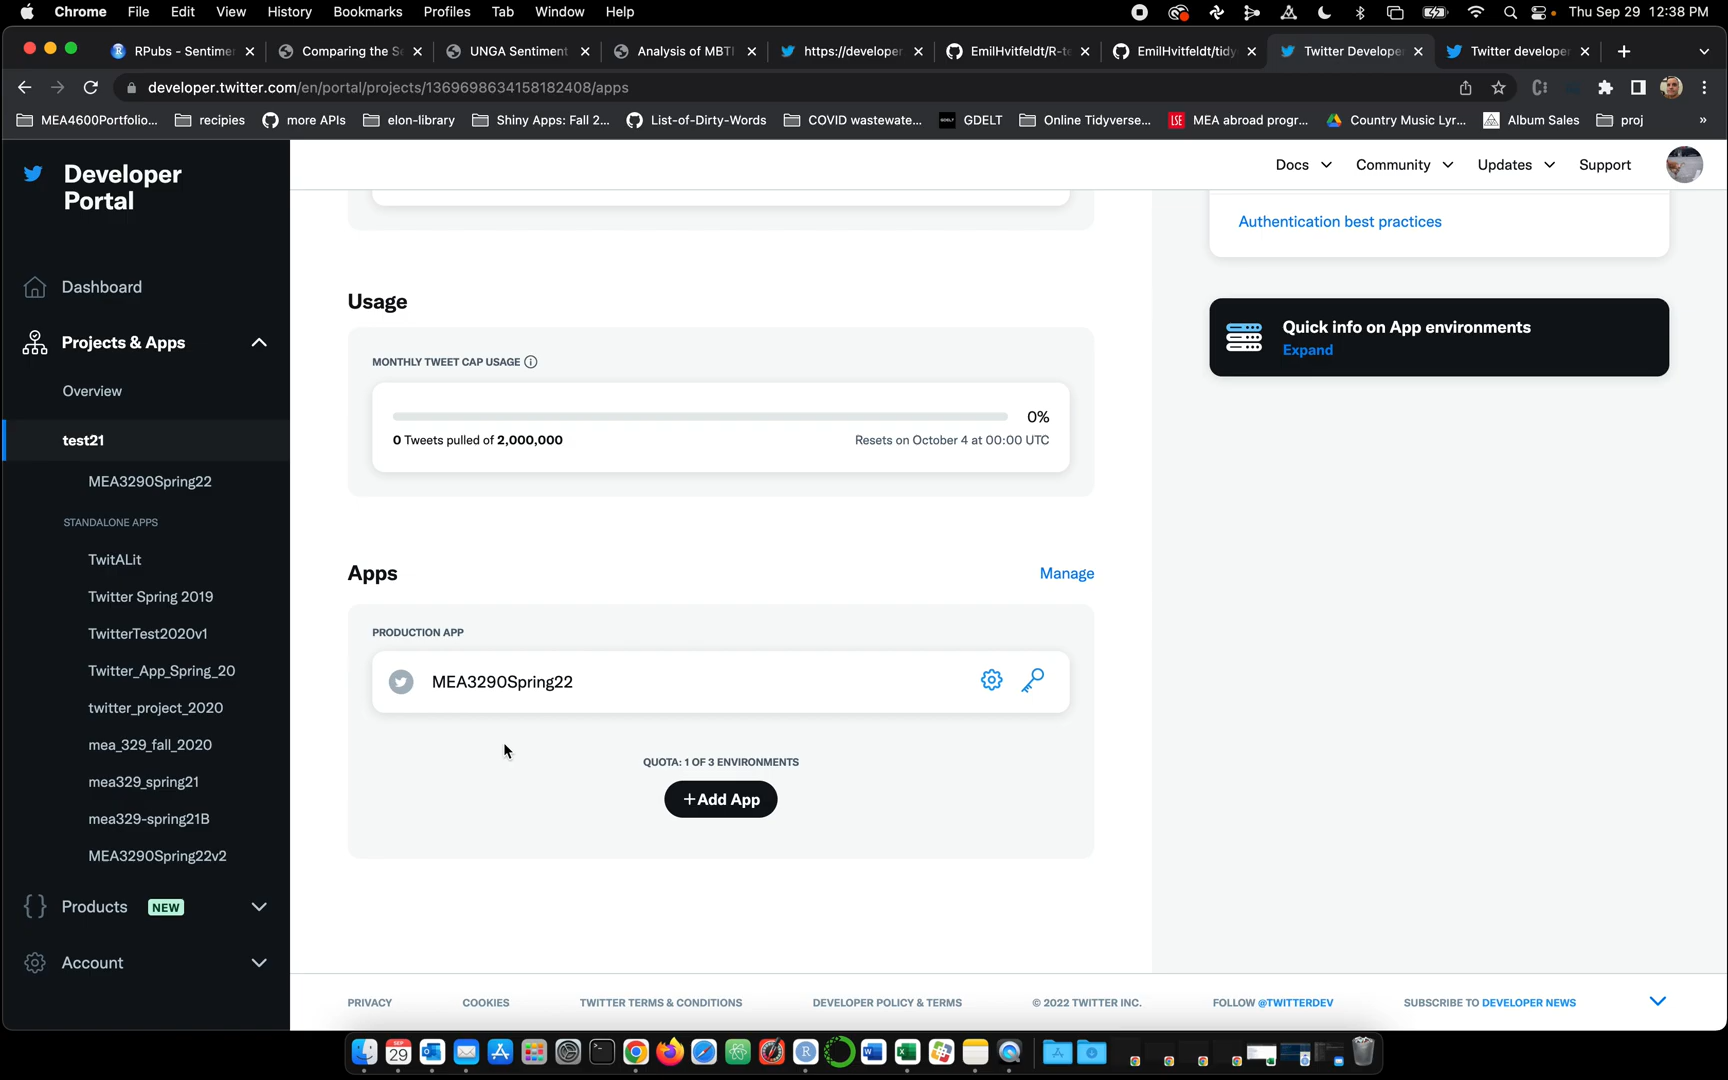 Chrome File Edit View History Bookmarks Profiles Tab Window Help Thu Sep 29 12:38 PM
RPubs - Sentimen Comparing the Se UNGA Sentiment Analysis of MBTI https://developer EmilHvitfeldt/R-te EmilHvitfeldt/tidy Twitter Develope Twitter develope
developer.twitter.com/en/portal/projects/1369698634158182408/apps
MEA4600Portfolio... recipies more APIs elon-library Shiny Apps: Fall 2... List-of-Dirty-Words COVID wastewate... GDELT Online Tidyverse... LSE MEA abroad progr... Country Music Lyr... Album Sales proj »
Developer
Portal
Docs Community Updates Support
Authentication best practices
Dashboard
Projects & Apps
Overview
test21
MEA3290Spring22
STANDALONE APPS
TwitALit
Twitter Spring 2019
TwitterTest2020v1
Twitter_App_Spring_20
twitter_project_2020
mea_329_fall_2020
mea329_spring21
mea329-spring21B
MEA3290Spring22v2
Products NEW
Account
Usage
MONTHLY TWEET CAP USAGE
0%
0 Tweets pulled of 2,000,000 Resets on October 4 at 00:00 UTC
Quick info on App environments
Expand
Apps Manage
PRODUCTION APP
MEA3290Spring22
QUOTA: 1 OF 3 ENVIRONMENTS
+Add App
PRIVACY COOKIES TWITTER TERMS & CONDITIONS DEVELOPER POLICY & TERMS © 2022 TWITTER INC. FOLLOW @TWITTERDEV SUBSCRIBE TO DEVELOPER NEWS
SEP
29